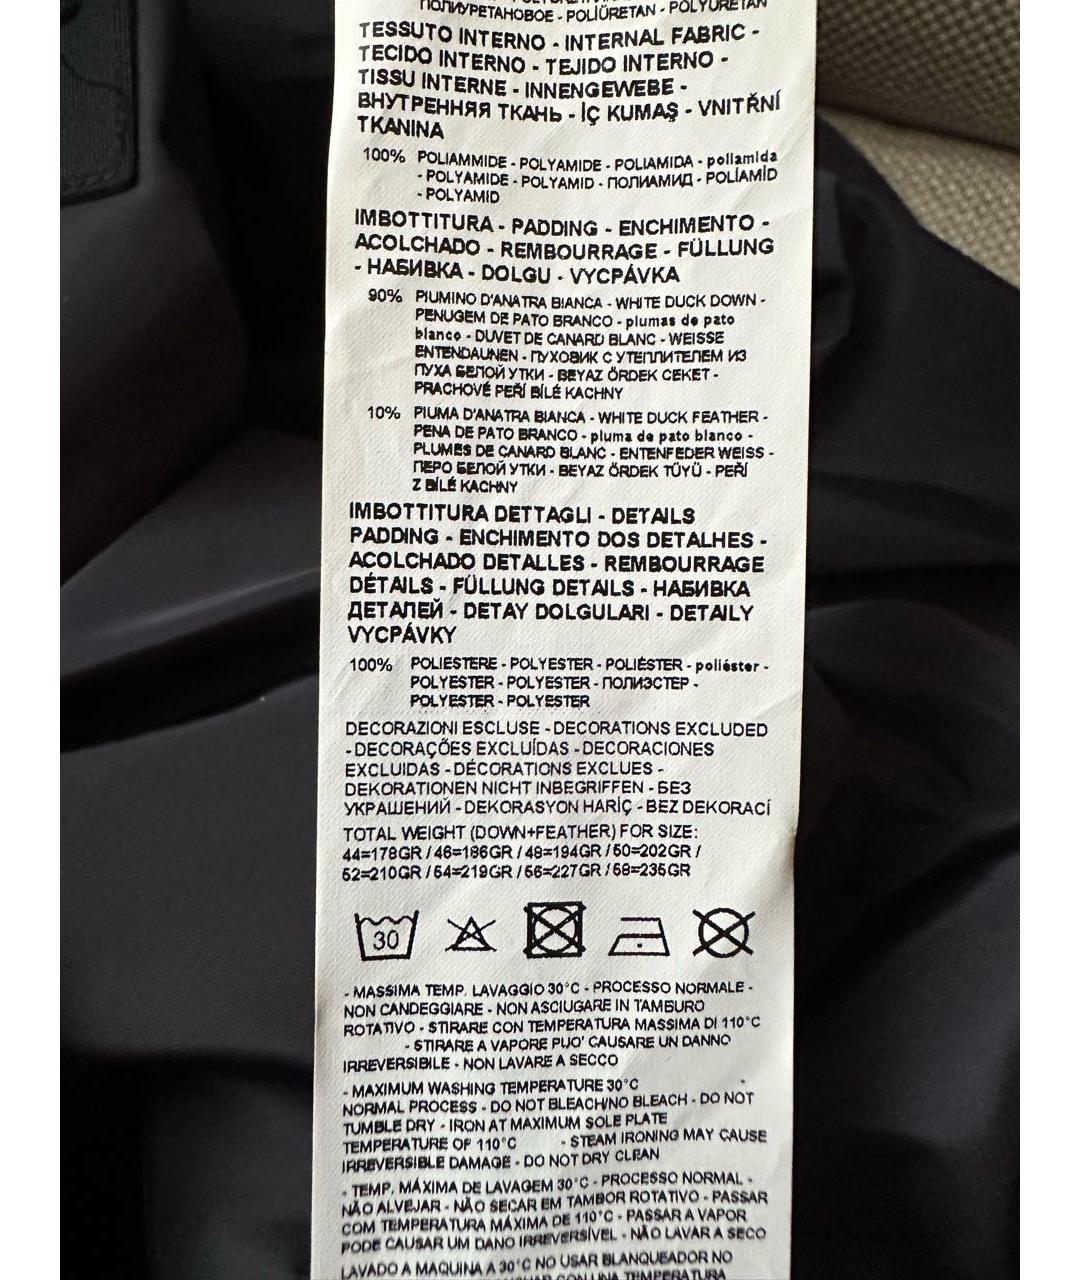 ПОЛИУРЕТАНОВОЕ - POLIÜRETAN - POLYURETAN
TESSUTO INTERNO - INTERNAL FABRIC -
TECIDO INTERNO - TEJIDO INTERNO -
TISSU INTERNE - INNENGEWEBE -
ВНУТРЕННЯЯ ТКАНЬ - İÇ KUMAŞ - VNITŘNÍ
TKANINA
100% POLIAMMIDE - POLYAMIDE - POLIAMIDA - poliamida
- POLYAMIDE - POLYAMID - ПОЛИАМИД - POLİAMİD
- POLYAMID
IMBOTTITURA - PADDING - ENCHIMENTO -
ACOLCHADO - REMBOURRAGE - FÜLLUNG
- НАБИВКА - DOLGU - VYCPÁVKA
90% PIUMINO D'ANATRA BIANCA - WHITE DUCK DOWN -
PENUGEM DE PATO BRANCO - plumas de pato
blanco - DUVET DE CANARD BLANC - WEISSE
ENTENDAUNEN - ПУХОВИК С УТЕПЛИТЕЛЕМ ИЗ
ПУХА БЕЛОЙ УТКИ - BEYAZ ÖRDEK CEKET -
PRACHOVÉ PEŘÍ BÍLÉ KACHNY
10% PIUMA D'ANATRA BIANCA - WHITE DUCK FEATHER -
PENA DE PATO BRANCO - pluma de pato blanco -
PLUMES DE CANARD BLANC - ENTENFEDER WEISS -
ПЕРО БЕЛОЙ УТКИ - BEYAZ ÖRDEK TÜYÜ - PEŘÍ
Z BÍLÉ KACHNY
IMBOTTITURA DETTAGLI - DETAILS
PADDING - ENCHIMENTO DOS DETALHES -
ACOLCHADO DETALLES - REMBOURRAGE
DÉTAILS - FÜLLUNG DETAILS - НАБИВКА
ДЕТАЛЕЙ - DETAY DOLGULARI - DETAILY
VYCPÁVKY
100% POLIESTERE - POLYESTER - POLIÉSTER - poliéster -
POLYESTER - POLYESTER - ПОЛИЭСТЕР -
POLYESTER - POLYESTER
DECORAZIONI ESCLUSE - DECORATIONS EXCLUDED
- DECORAÇÕES EXCLUÍDAS - DECORACIONES
EXCLUIDAS - DÉCORATIONS EXCLUES -
DEKORATIONEN NICHT INBEGRIFFEN - БЕЗ
УКРАШЕНИЙ - DEKORASYON HARİÇ - BEZ DEKORACÍ
TOTAL WEIGHT (DOWN+FEATHER) FOR SIZE:
44=178GR / 46=186GR / 48=194GR / 50=202GR /
52=210GR / 54=219GR / 56=227GR / 58=235GR
30
- MASSIMA TEMP. LAVAGGIO 30°C - PROCESSO NORMALE -
NON CANDEGGIARE - NON ASCIUGARE IN TAMBURO
ROTATIVO - STIRARE CON TEMPERATURA MASSIMA DI 110°C
- STIRARE A VAPORE PUO' CAUSARE UN DANNO
IRREVERSIBILE - NON LAVARE A SECCO
- MAXIMUM WASHING TEMPERATURE 30°C -
NORMAL PROCESS - DO NOT BLEACH/NO BLEACH - DO NOT
TUMBLE DRY - IRON AT MAXIMUM SOLE PLATE
TEMPERATURE OF 110°C - STEAM IRONING MAY CAUSE
IRREVERSIBLE DAMAGE - DO NOT DRY CLEAN
- TEMP. MÁXIMA DE LAVAGEM 30°C - PROCESSO NORMAL -
NÃO ALVEJAR - NÃO SECAR EM TAMBOR ROTATIVO - PASSAR
COM TEMPERATURA MÁXIMA DE 110°C - PASSAR A VAPOR
PODE CAUSAR UM DANO IRREVERSÍVEL - NÃO LAVAR A SECO
LAVADO A MAQUINA A 30°C NO USAR BLANQUEADOR NO
CON UNA TEMPERATURA